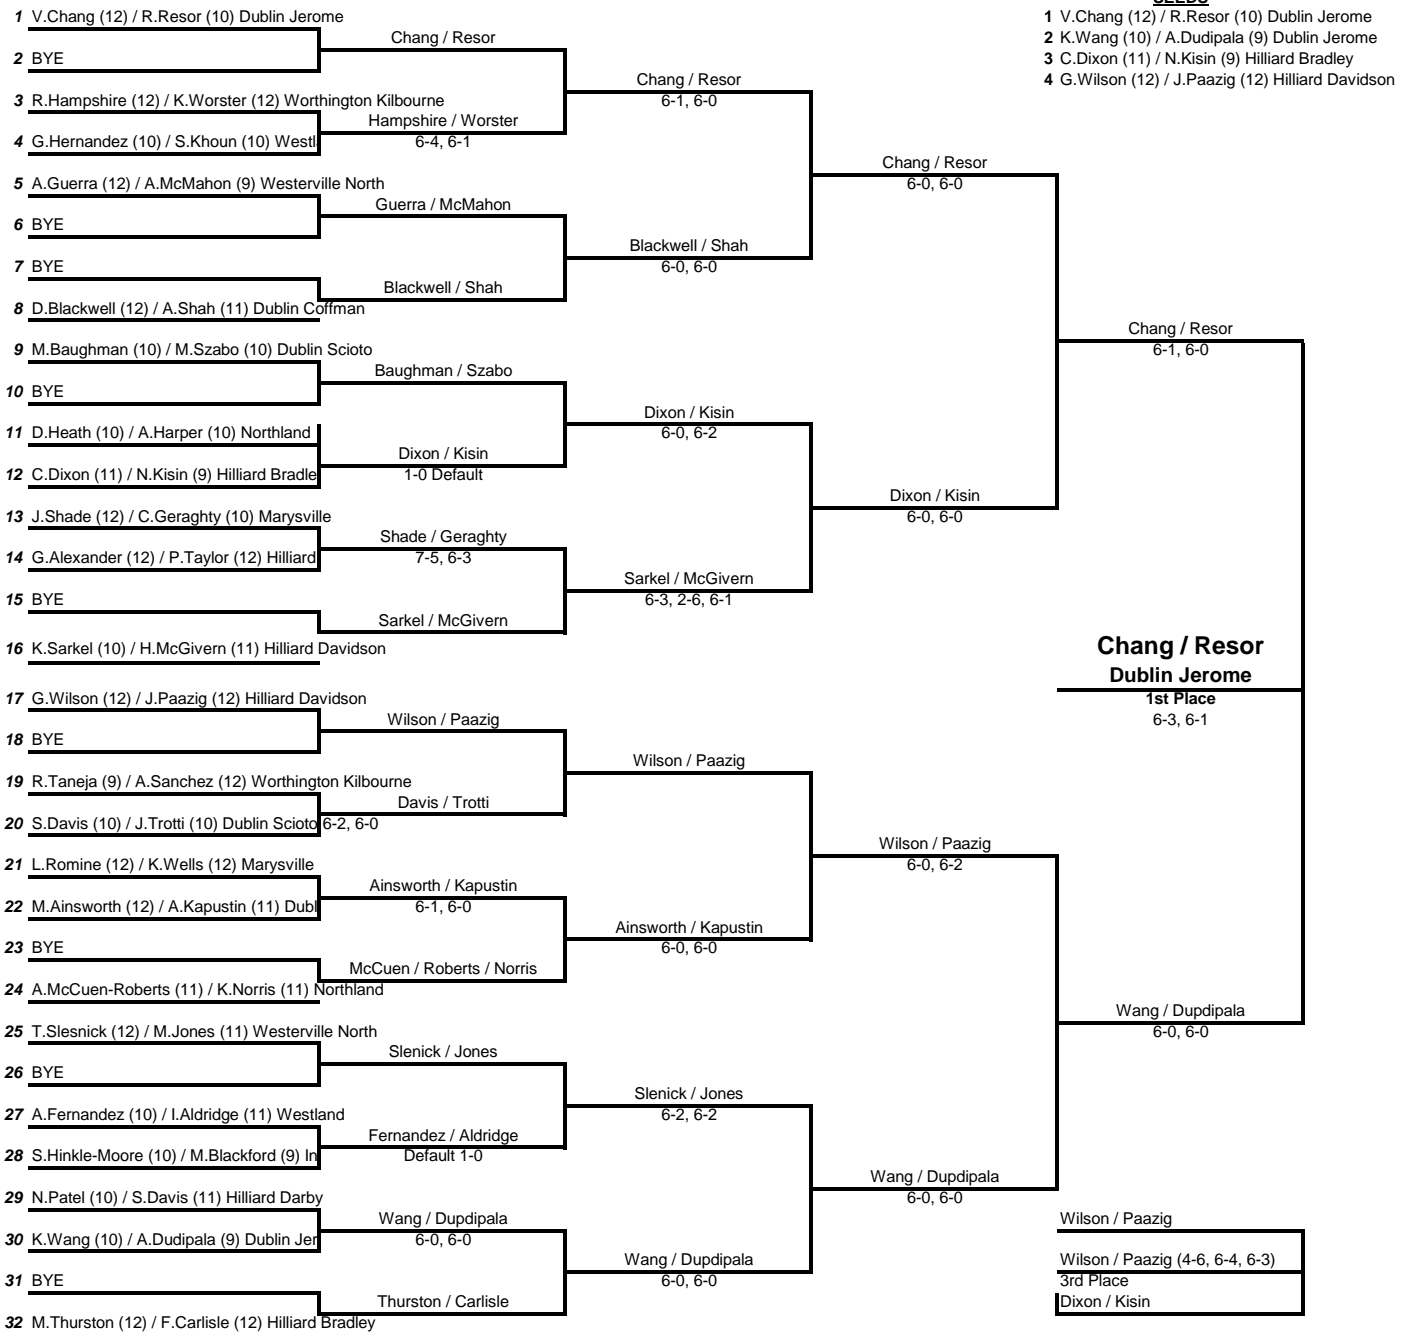 SEEDS
1 V.Chang (12) / R.Resor (10) Dublin Jerome
2 K.Wang (10) / A.Dudipala (9) Dublin Jerome
3 C.Dixon (11) / N.Kisin (9) Hilliard Bradley
4 G.Wilson (12) / J.Paazig (12) Hilliard Davidson
1 V.Chang (12) / R.Resor (10) Dublin Jerome
2 BYE
3 R.Hampshire (12) / K.Worster (12) Worthington Kilbourne
4 G.Hernandez (10) / S.Khoun (10) Westl
5 A.Guerra (12) / A.McMahon (9) Westerville North
6 BYE
7 BYE
8 D.Blackwell (12) / A.Shah (11) Dublin Coffman
9 M.Baughman (10) / M.Szabo (10) Dublin Scioto
10 BYE
11 D.Heath (10) / A.Harper (10) Northland
12 C.Dixon (11) / N.Kisin (9) Hilliard Bradle
13 J.Shade (12) / C.Geraghty (10) Marysville
14 G.Alexander (12) / P.Taylor (12) Hilliard
15 BYE
16 K.Sarkel (10) / H.McGivern (11) Hilliard Davidson
17 G.Wilson (12) / J.Paazig (12) Hilliard Davidson
18 BYE
19 R.Taneja (9) / A.Sanchez (12) Worthington Kilbourne
20 S.Davis (10) / J.Trotti (10) Dublin Scioto 6-2, 6-0
21 L.Romine (12) / K.Wells (12) Marysville
22 M.Ainsworth (12) / A.Kapustin (11) Dubl
23 BYE
24 A.McCuen-Roberts (11) / K.Norris (11) Northland
25 T.Slesnick (12) / M.Jones (11) Westerville North
26 BYE
27 A.Fernandez (10) / I.Aldridge (11) Westland
28 S.Hinkle-Moore (10) / M.Blackford (9) In
29 N.Patel (10) / S.Davis (11) Hilliard Darby
30 K.Wang (10) / A.Dudipala (9) Dublin Jer
31 BYE
32 M.Thurston (12) / F.Carlisle (12) Hilliard Bradley
Chang / Resor
Hampshire / Worster
6-4, 6-1
Guerra / McMahon
Blackwell / Shah
Baughman / Szabo
Dixon / Kisin
1-0 Default
Shade / Geraghty
7-5, 6-3
Sarkel / McGivern
Wilson / Paazig
Davis / Trotti
Ainsworth / Kapustin
6-1, 6-0
McCuen / Roberts / Norris
Slenick / Jones
Fernandez / Aldridge
Default 1-0
Wang / Dupdipala
6-0, 6-0
Thurston / Carlisle
Chang / Resor
6-1, 6-0
Blackwell / Shah
6-0, 6-0
Dixon / Kisin
6-0, 6-2
Sarkel / McGivern
6-3, 2-6, 6-1
Wilson / Paazig
Ainsworth / Kapustin
6-0, 6-0
Slenick / Jones
6-2, 6-2
Wang / Dupdipala
6-0, 6-0
Chang / Resor
6-0, 6-0
Dixon / Kisin
6-0, 6-0
Wilson / Paazig
6-0, 6-2
Wang / Dupdipala
6-0, 6-0
Chang / Resor
6-1, 6-0
Wang / Dupdipala
6-0, 6-0
Chang / Resor
Dublin Jerome
1st Place
6-3, 6-1
Wilson / Paazig
Wilson / Paazig (4-6, 6-4, 6-3)
3rd Place
Dixon / Kisin